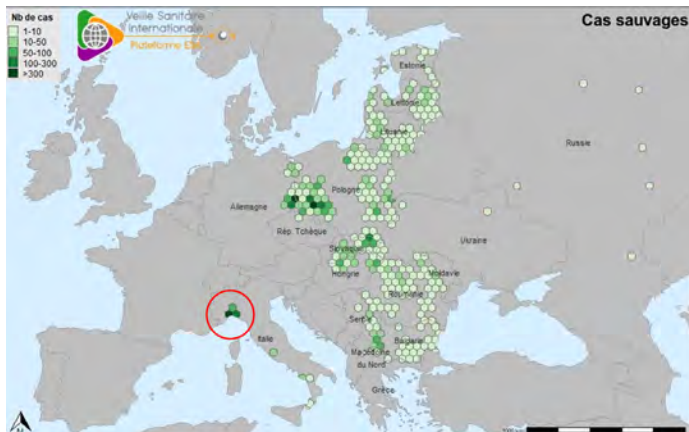 Nb de cas
1-10
10-50
50-100
100-300
>300
Veille Sanitaire
Internationale
Plateforme ESA
Cas sauvages
Estonie
Lettonie
Lituanie
Russie
Pologne
Allemagne
Rép. Tchèque
Ukraine
Slovaquie
Hongrie
Moldavie
Roumanie
Serbie
Italie
Bulgarie
Macédoine
du Nord
Grèce
N